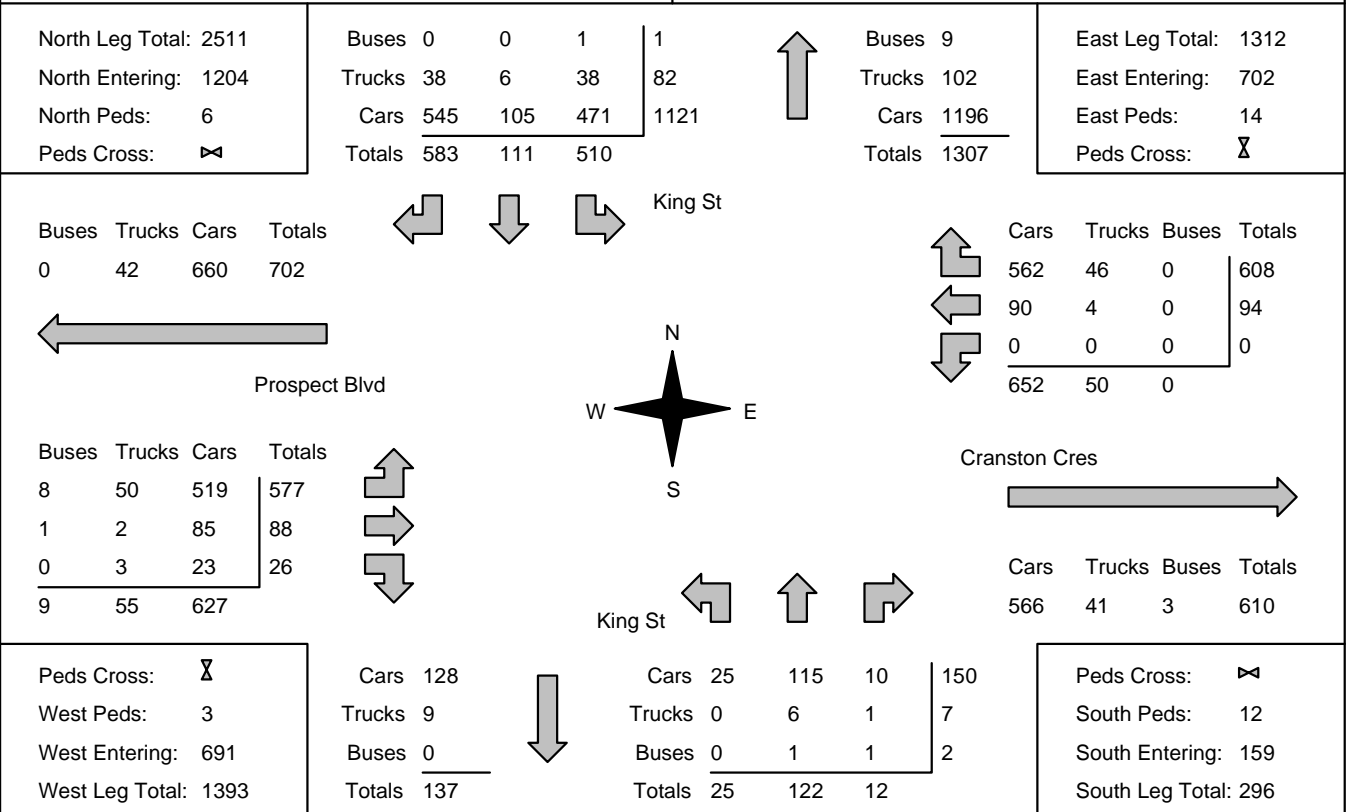 North Leg Total: 2511
North Entering: 1204
North Peds: 6
Peds Cross:
Buses 0 0 1 1
Trucks 38 6 38 82
Cars 545 105 471 1121
Totals 583 111 510
Buses 9
Trucks 102
Cars 1196
Totals 1307
East Leg Total: 1312
East Entering: 702
East Peds: 14
Peds Cross:
King St
Buses Trucks Cars Totals
0 42 660 702
Cars Trucks Buses Totals
562 46 0 608
90 4 0 94
0 0 0 0
652 50 0
Prospect Blvd
N
W E
S
Buses Trucks Cars Totals
8 50 519 577
1 2 85 88
0 3 23 26
9 55 627
Cranston Cres
Cars Trucks Buses Totals
566 41 3 610
King St
Peds Cross:
West Peds: 3
West Entering: 691
West Leg Total: 1393
Cars 128
Trucks 9
Buses 0
Totals 137
Cars 25 115 10 150
Trucks 0 6 1 7
Buses 0 1 1 2
Totals 25 122 12
Peds Cross:
South Peds: 12
South Entering: 159
South Leg Total: 296